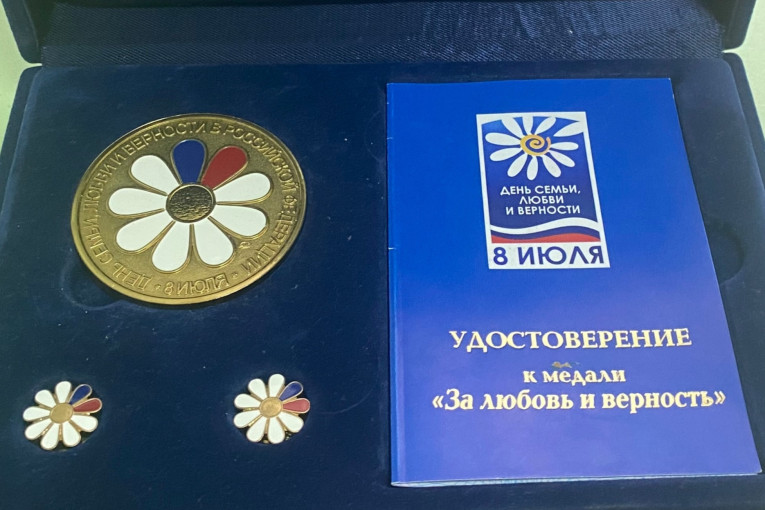 ДЕНЬ СЕМЬИ, ЛЮБВИ И ВЕРНОСТИ В РОССИЙСКОЙ ФЕДЕРАЦИИ
8 ИЮЛЯ
ДЕНЬ СЕМЬИ,
ЛЮБВИ
И ВЕРНОСТИ
8 ИЮЛЯ
УДОСТОВЕРЕНИЕ
к медали
«За любовь и верность»